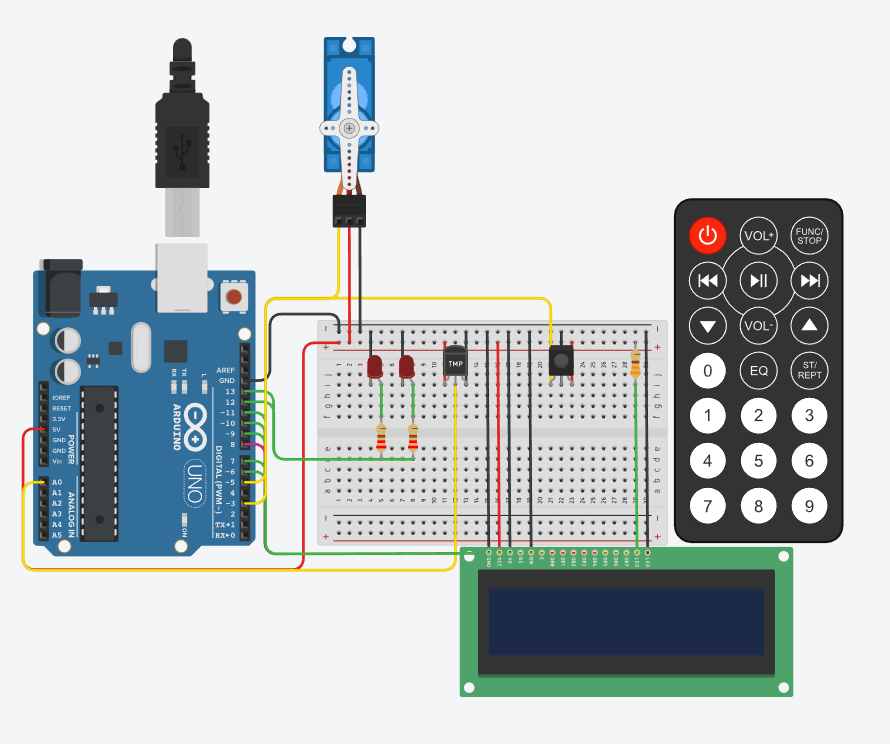 VOL+
FUNC/
STOP
VOL-
0
EQ
ST/
REPT
1
2
3
4
5
6
7
8
9
AREF
GND
13
12
~11
~10
~9
8
7
~6
~5
4
~3
2
TX+1
RX+0
DIGITAL (PWM~)
IOREF
RESET
3.3V
5V
GND
GND
Vin
POWER
A0
A1
A2
A3
A4
A5
ANALOG IN
RX
TX
L
ARDUINO
UNO
ON
TMP
a b c d e
f g h i j
GND
VCC